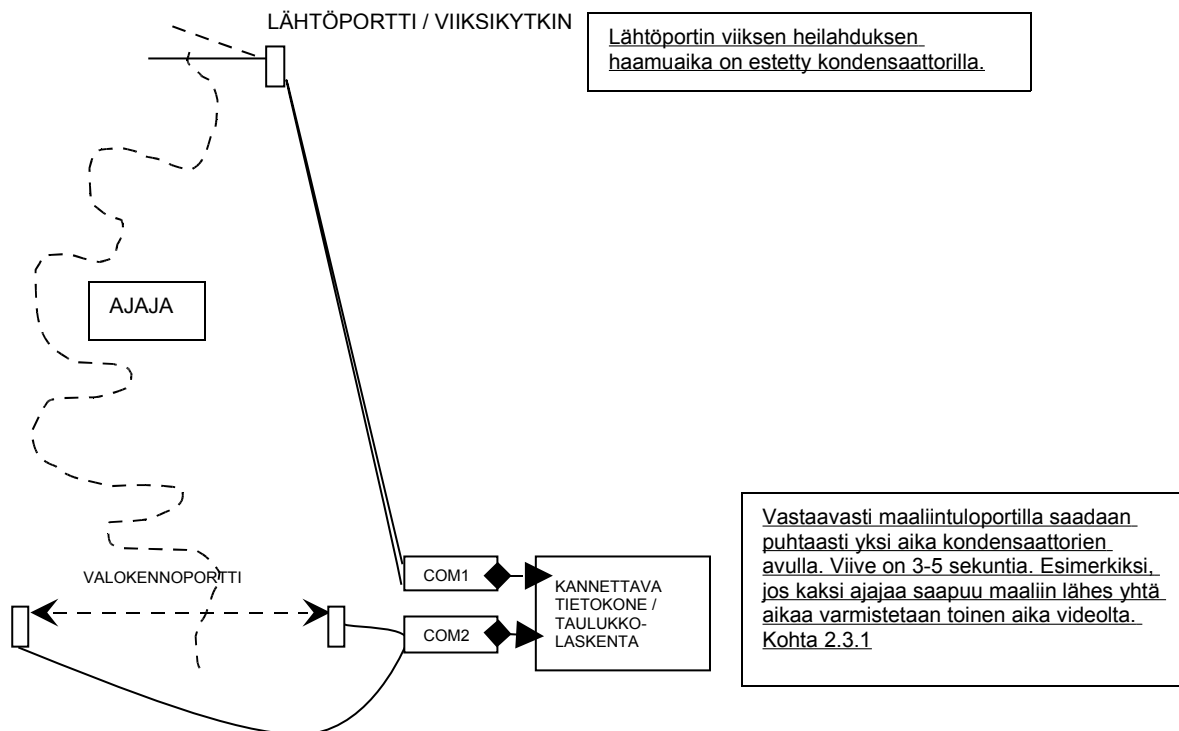 LÄHTÖPORTTI / VIIKSIKYTKIN
Lähtöportin viiksen heilahduksen
haamuaika on estetty kondensaattorilla.
AJAJA
VALOKENNOPORTTI
COM1
COM2
KANNETTAVA
TIETOKONE /
TAULUKKO-
LASKENTA
Vastaavasti maaliintuloportilla saadaan
puhtaasti yksi aika kondensaattorien
avulla. Viive on 3-5 sekuntia. Esimerkiksi,
jos kaksi ajajaa saapuu maaliin lähes yhtä
aikaa varmistetaan toinen aika videolta.
Kohta 2.3.1